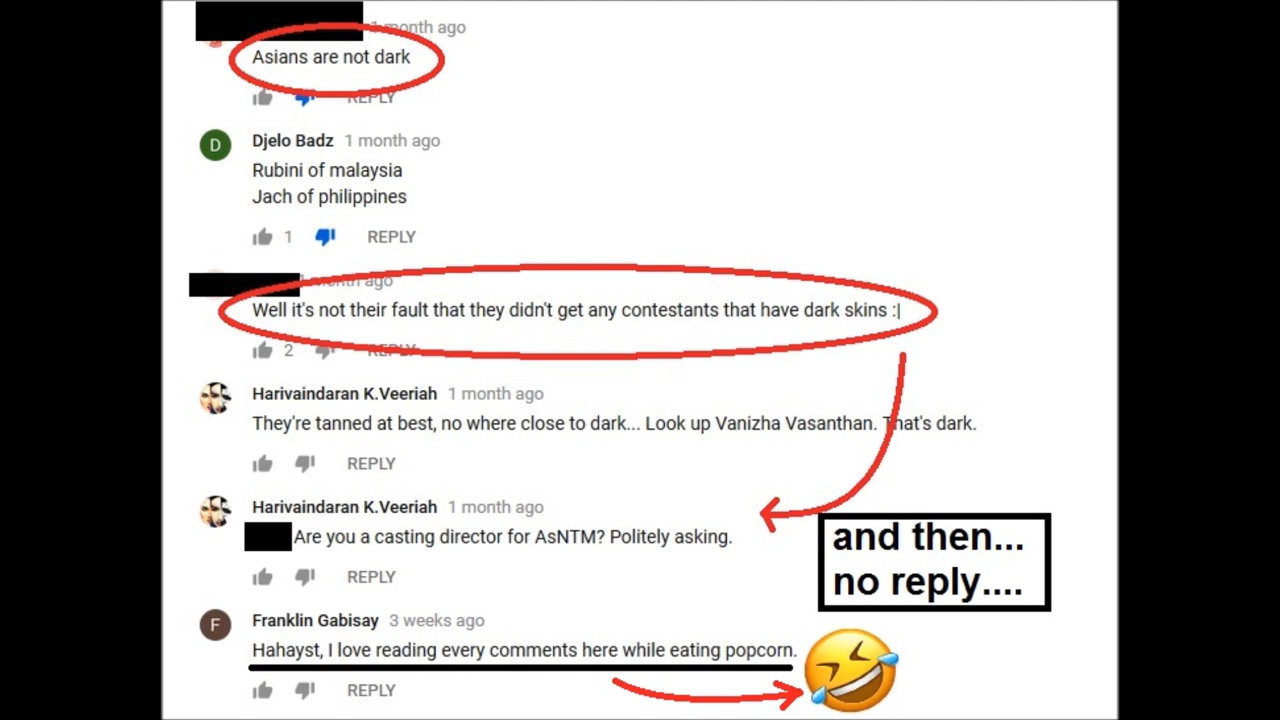 1 month ago
Asians are not dark
REPLY
D
Djelo Badz 1 month ago
Rubini of malaysia
Jach of philippines
1 REPLY
1 month ago
Well it's not their fault that they didn't get any contestants that have dark skins :|
2 REPLY
Harivaindaran K.Veeriah 1 month ago
They're tanned at best, no where close to dark... Look up Vanizha Vasanthan. That's dark.
REPLY
Harivaindaran K.Veeriah 1 month ago
Are you a casting director for AsNTM? Politely asking.
REPLY
and then...
no reply....
F
Franklin Gabisay 3 weeks ago
Hahayst, I love reading every comments here while eating popcorn.
REPLY